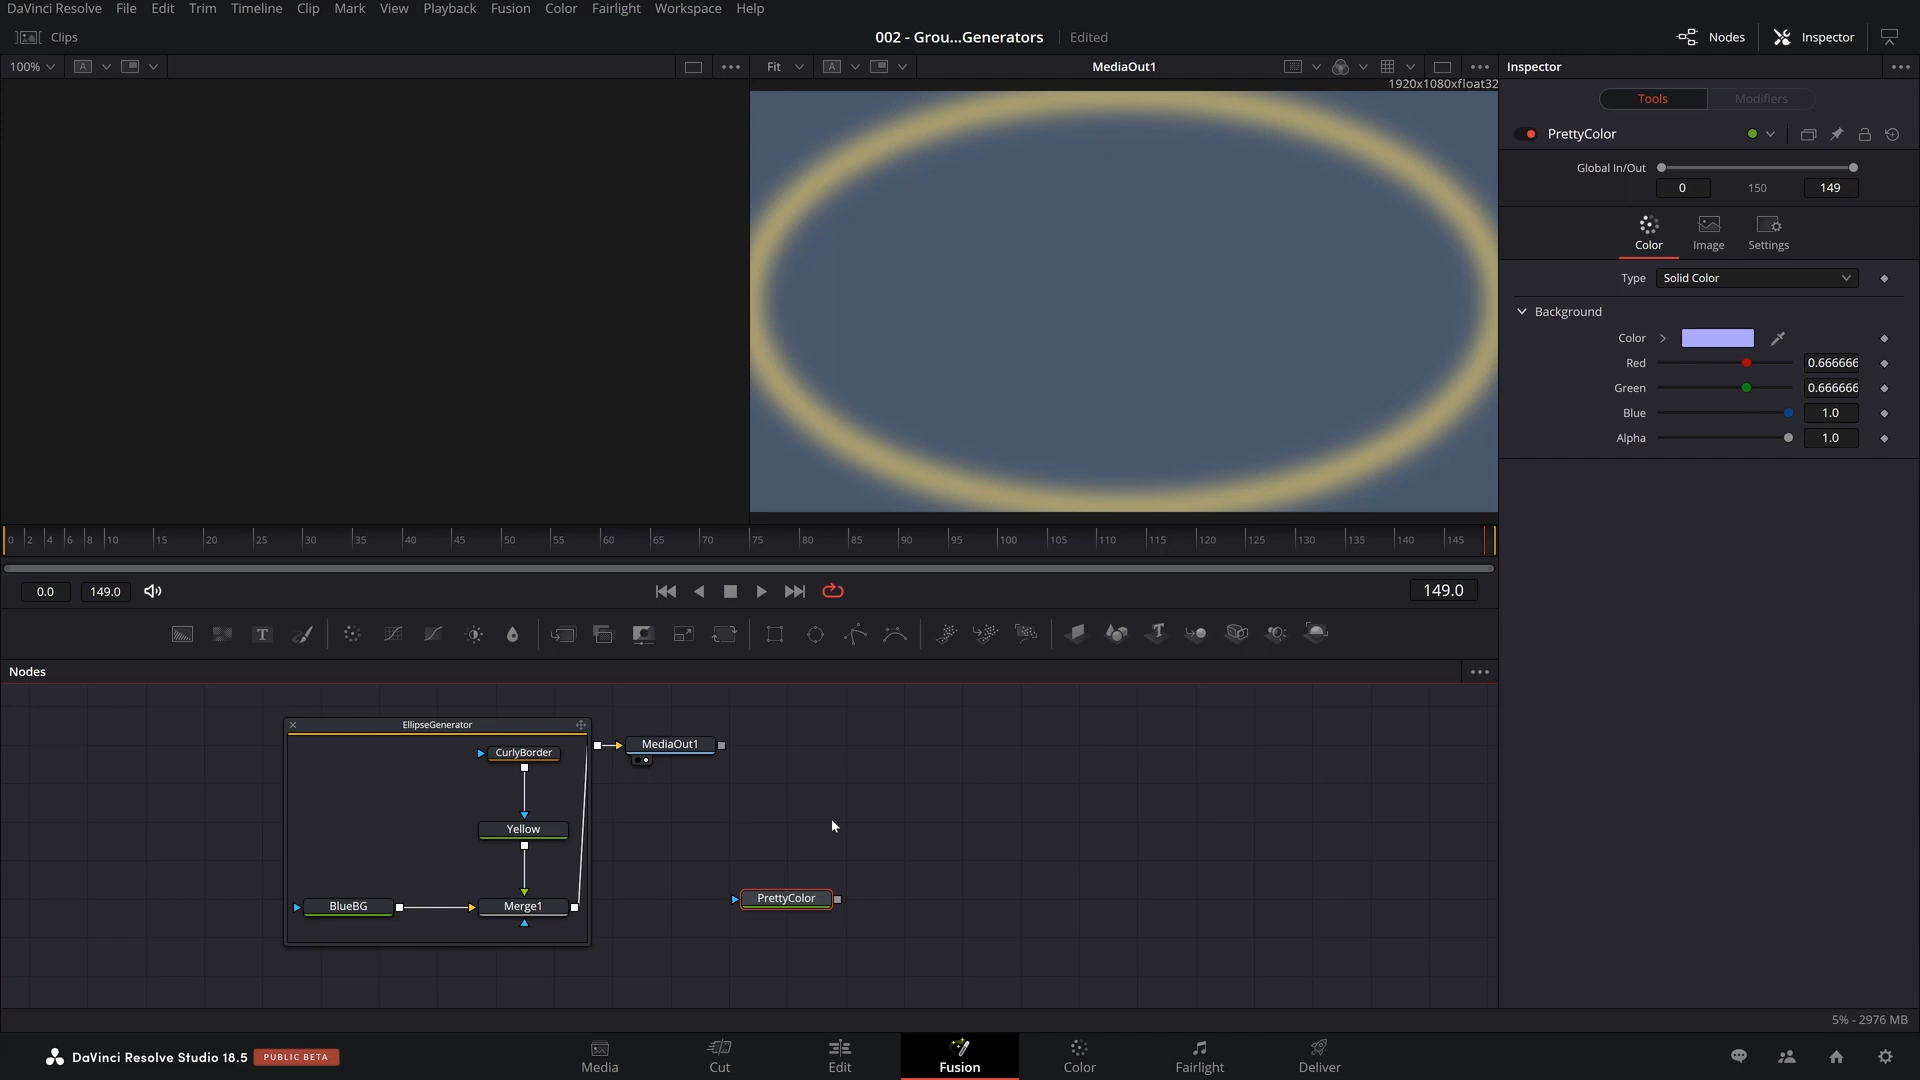 DaVinci Resolve File Edit Trim Timeline Clip Mark View Playback Fusion Color Fairlight Workspace Help
Clips 002 - Grou...Generators Edited Nodes Inspector
100% A Fit A MediaOut1 Inspector
1920x1080xfloat32
Tools Modifiers
PrettyColor
Global In/Out
0 150 149
Color Image Settings
Type Solid Color
Background
Color
Red 0.666666
Green 0.666666
Blue 1.0
Alpha 1.0
0 2 4 6 8 10 15 20 25 30 35 40 45 50 55 60 65 70 75 80 85 90 95 100 105 110 115 120 125 130 135 140 145
0.0 149.0 149.0
T T
Nodes
EllipseGenerator
CurlyBorder
MediaOut1
Yellow
PrettyColor
BlueBG
Merge1
5% - 2976 MB
DaVinci Resolve Studio 18.5 PUBLIC BETA
Media Cut Edit Fusion Color Fairlight Deliver